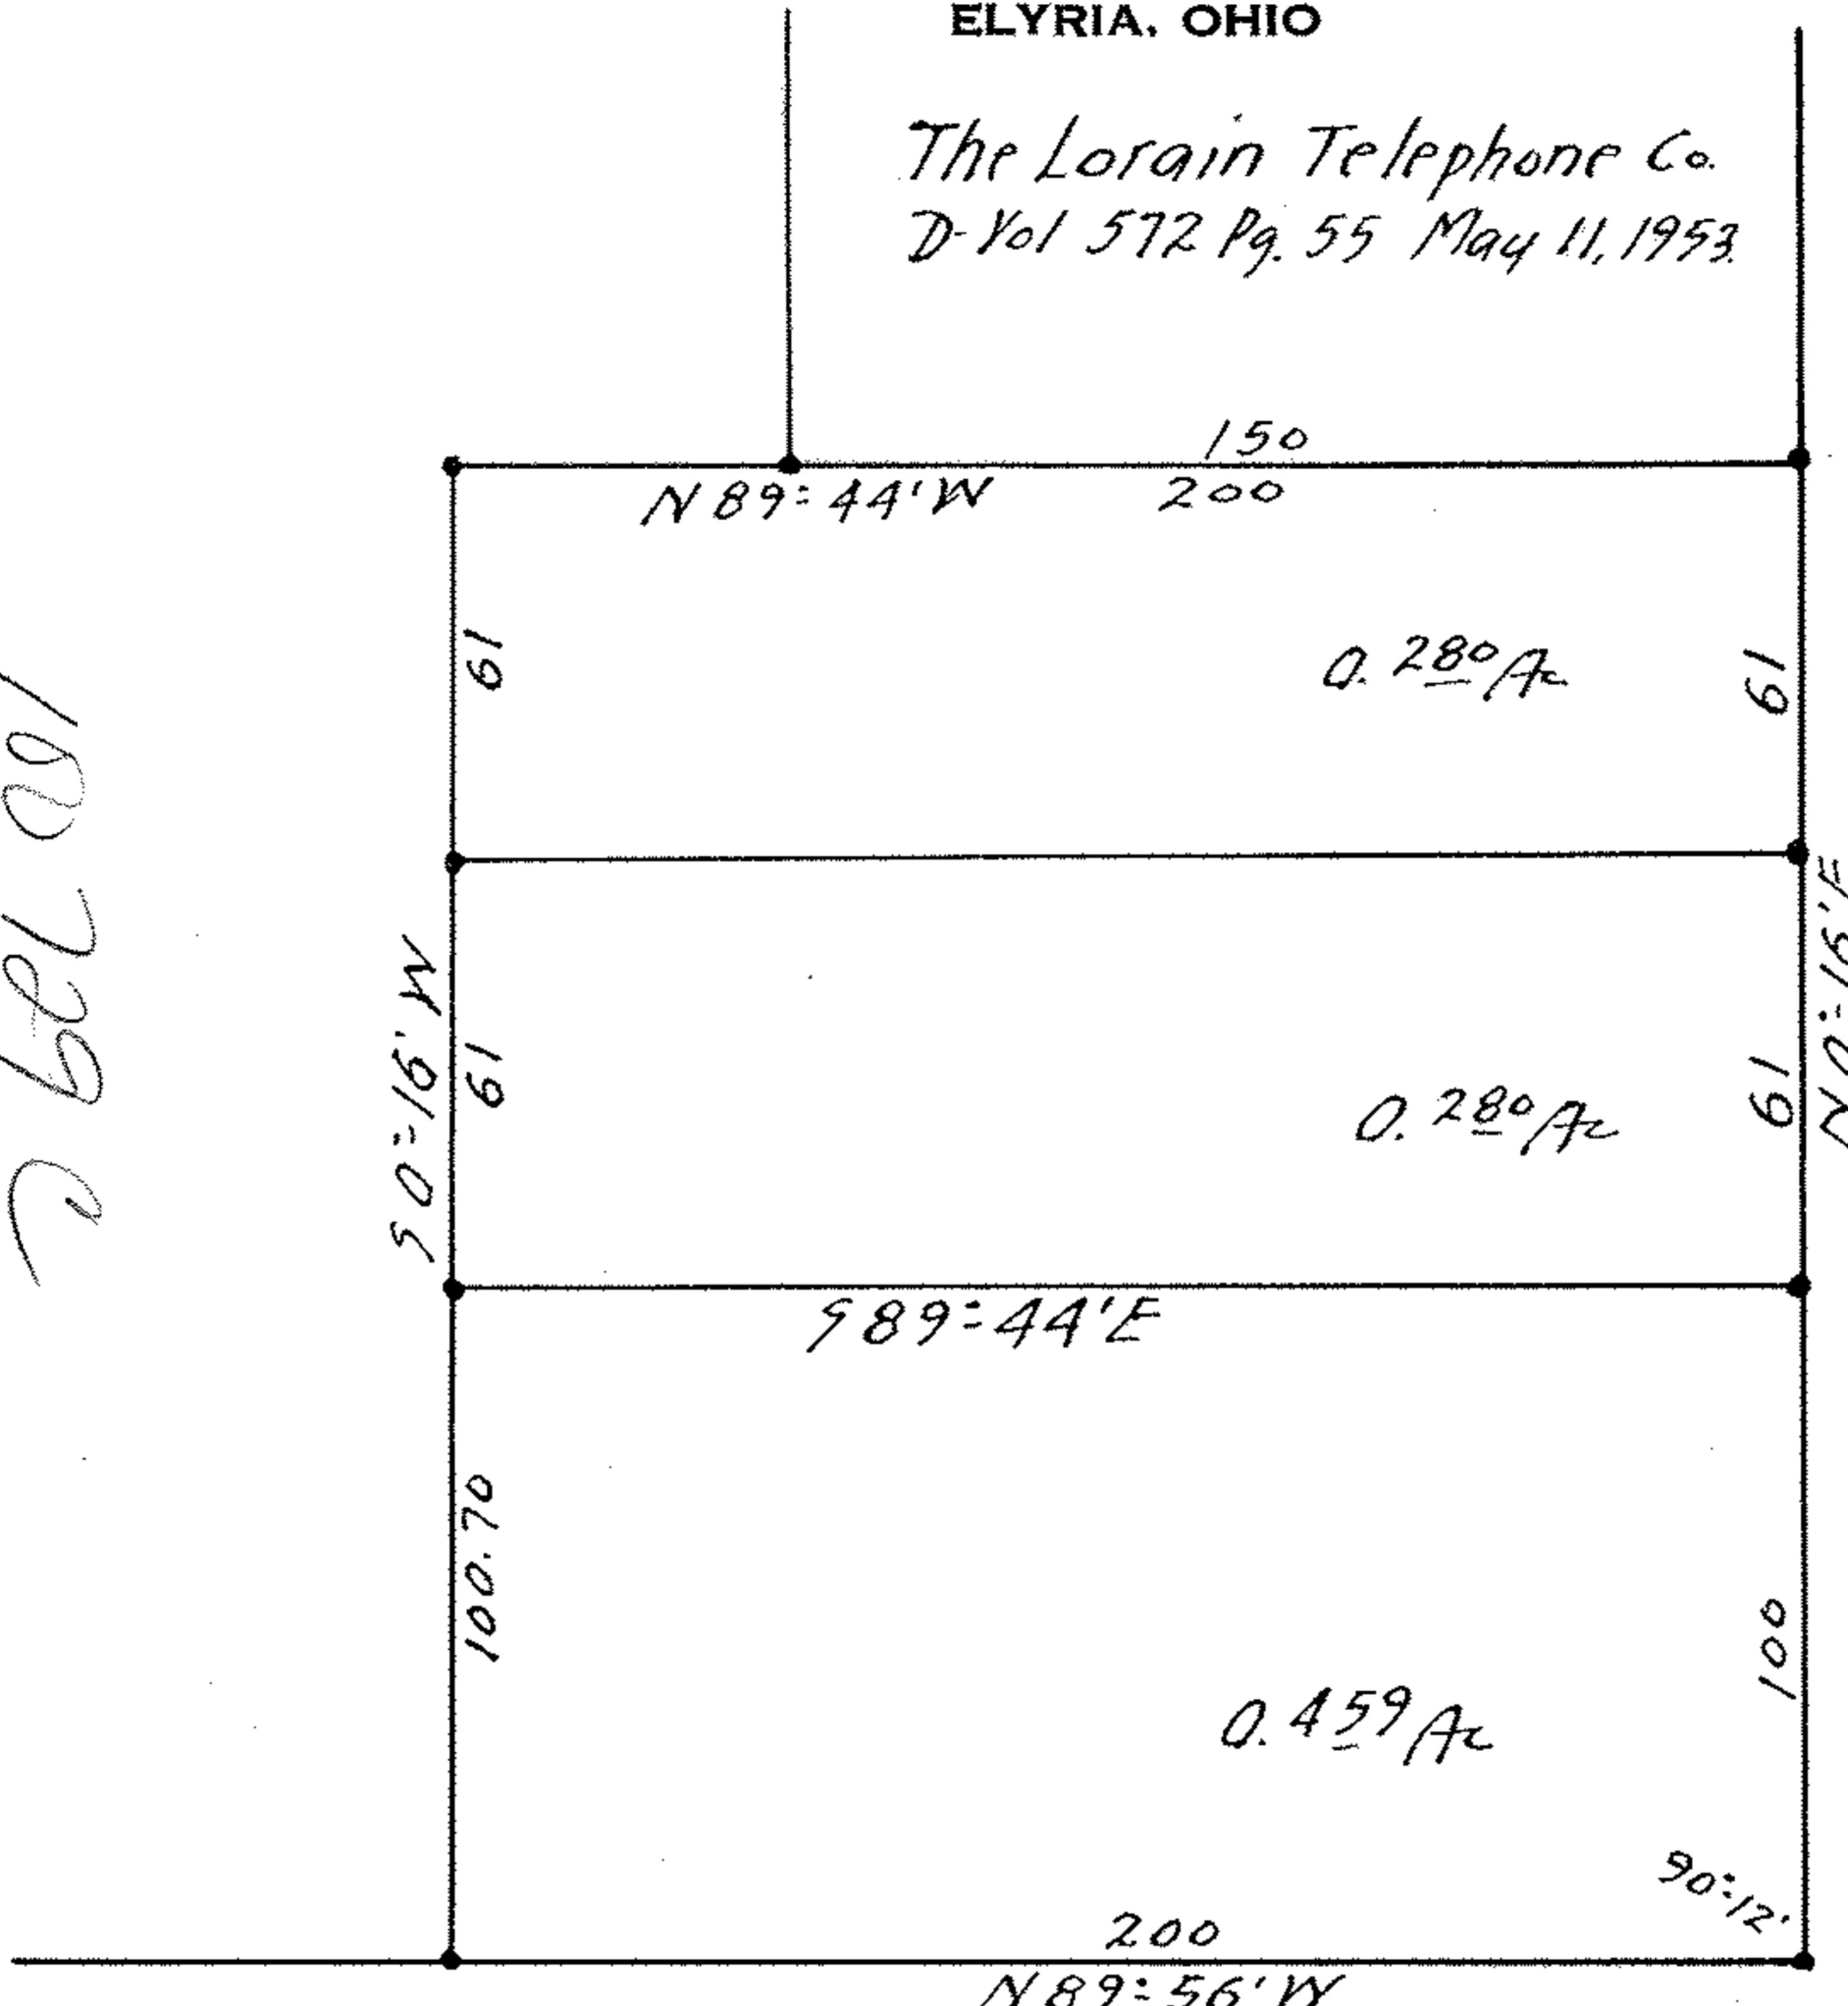 ELYRIA, OHIO
The Lorain Telephone Co.
D-Vol 572 Pg. 55 May 11, 1953
150
N 89°-44' W 200
61
0.280 Ac
61
S 0°-16' W
61
0.280 Ac
61
N 0°-16' E
S 89°-44' E
100.70
100
0.459 Ac
90°-12'
200
N 89°-56' W